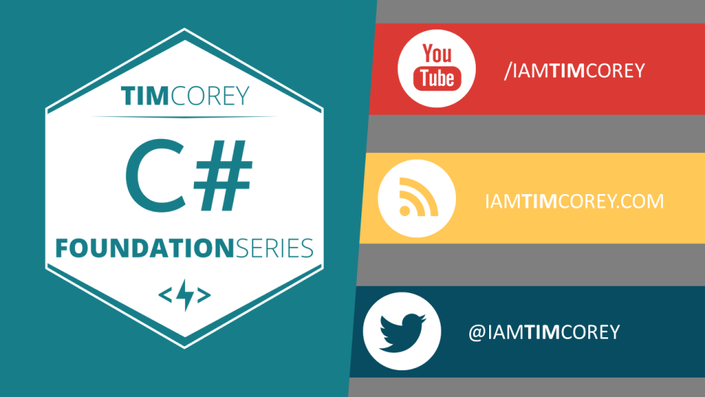 TIMCOREY
C#
FOUNDATIONSERIES
<>
You
Tube
/IAMTIMCOREY
IAMTIMCOREY.COM
@IAMTIMCOREY